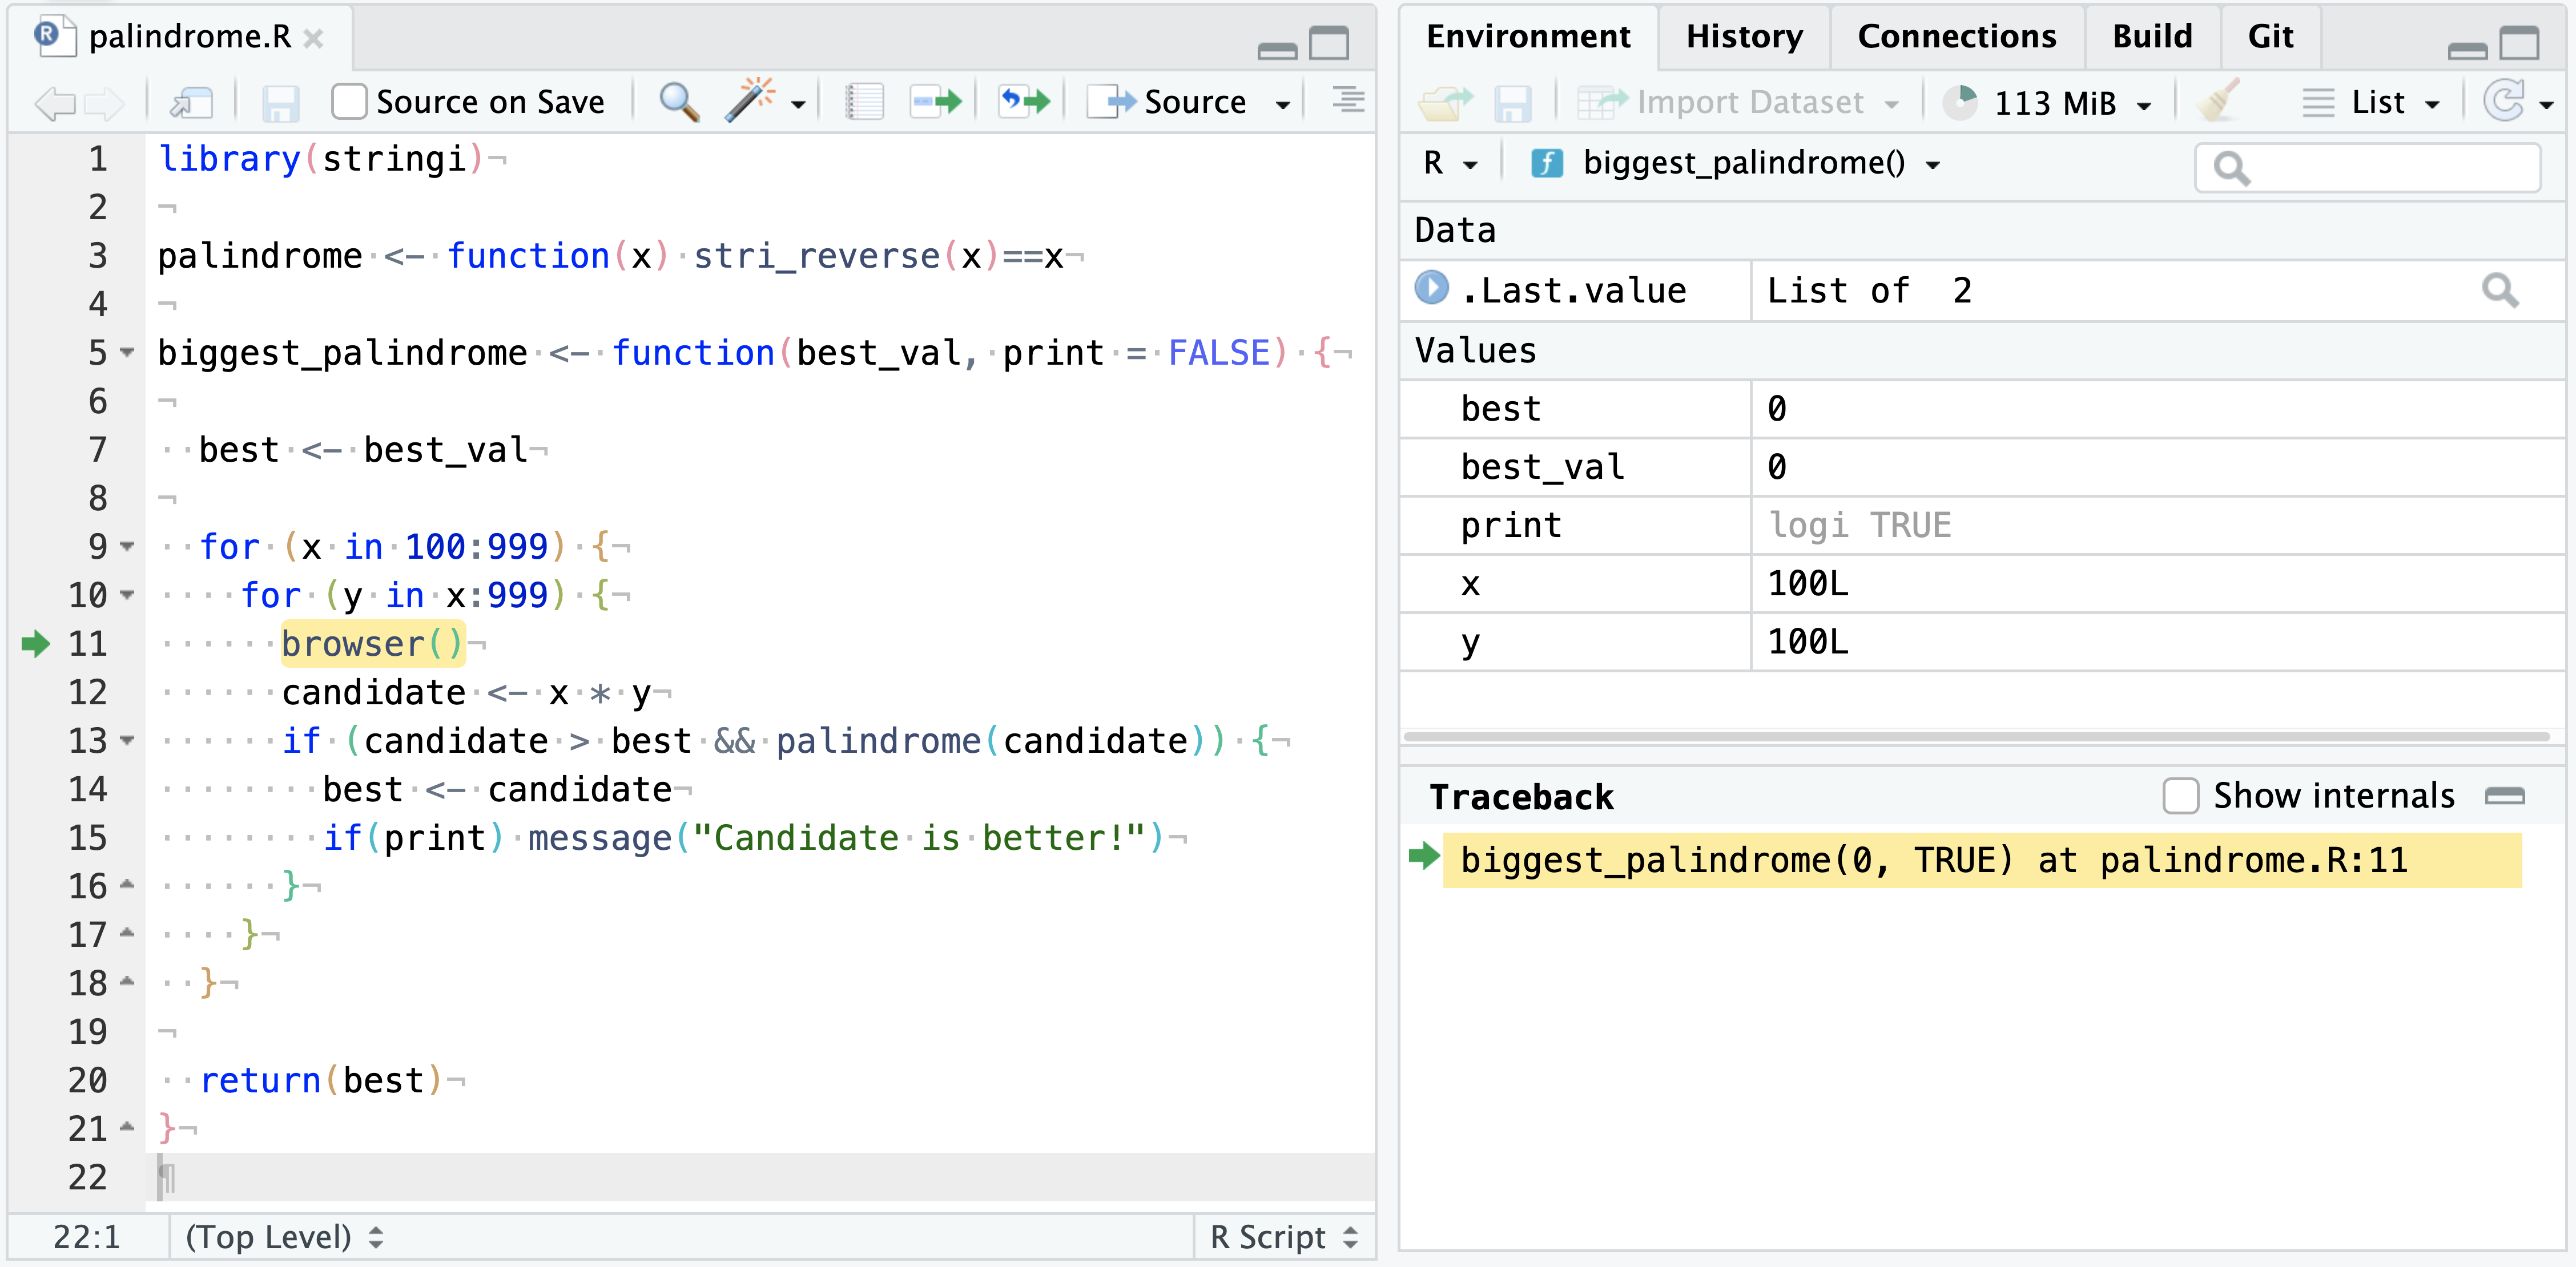 palindrome.R
Source on Save
Source
1 library(stringi)¬
2 ¬
3 palindrome·<-·function(x)·stri_reverse(x)==x¬
4 ¬
5 biggest_palindrome·<-·function(best_val,·print·=·FALSE)·{¬
6 ¬
7 ··best·<-·best_val¬
8 ¬
9 ··for·(x·in·100:999)·{¬
10 ····for·(y·in·x:999)·{¬
11 ······browser()¬
12 ······candidate·<-·x·*·y¬
13 ······if·(candidate·>·best·&&·palindrome(candidate))·{¬
14 ········best·<-·candidate¬
15 ········if(print)·message("Candidate·is·better!")¬
16 ······}¬
17 ····}¬
18 ··}¬
19 ¬
20 ··return(best)¬
21 }¬
22 ¶
22:1 (Top Level) R Script
Environment History Connections Build Git
Import Dataset 113 MiB List
R f biggest_palindrome()
Data
.Last.value List of  2
Values
best 0
best_val 0
print logi TRUE
x 100L
y 100L
Traceback Show internals
biggest_palindrome(0, TRUE) at palindrome.R:11